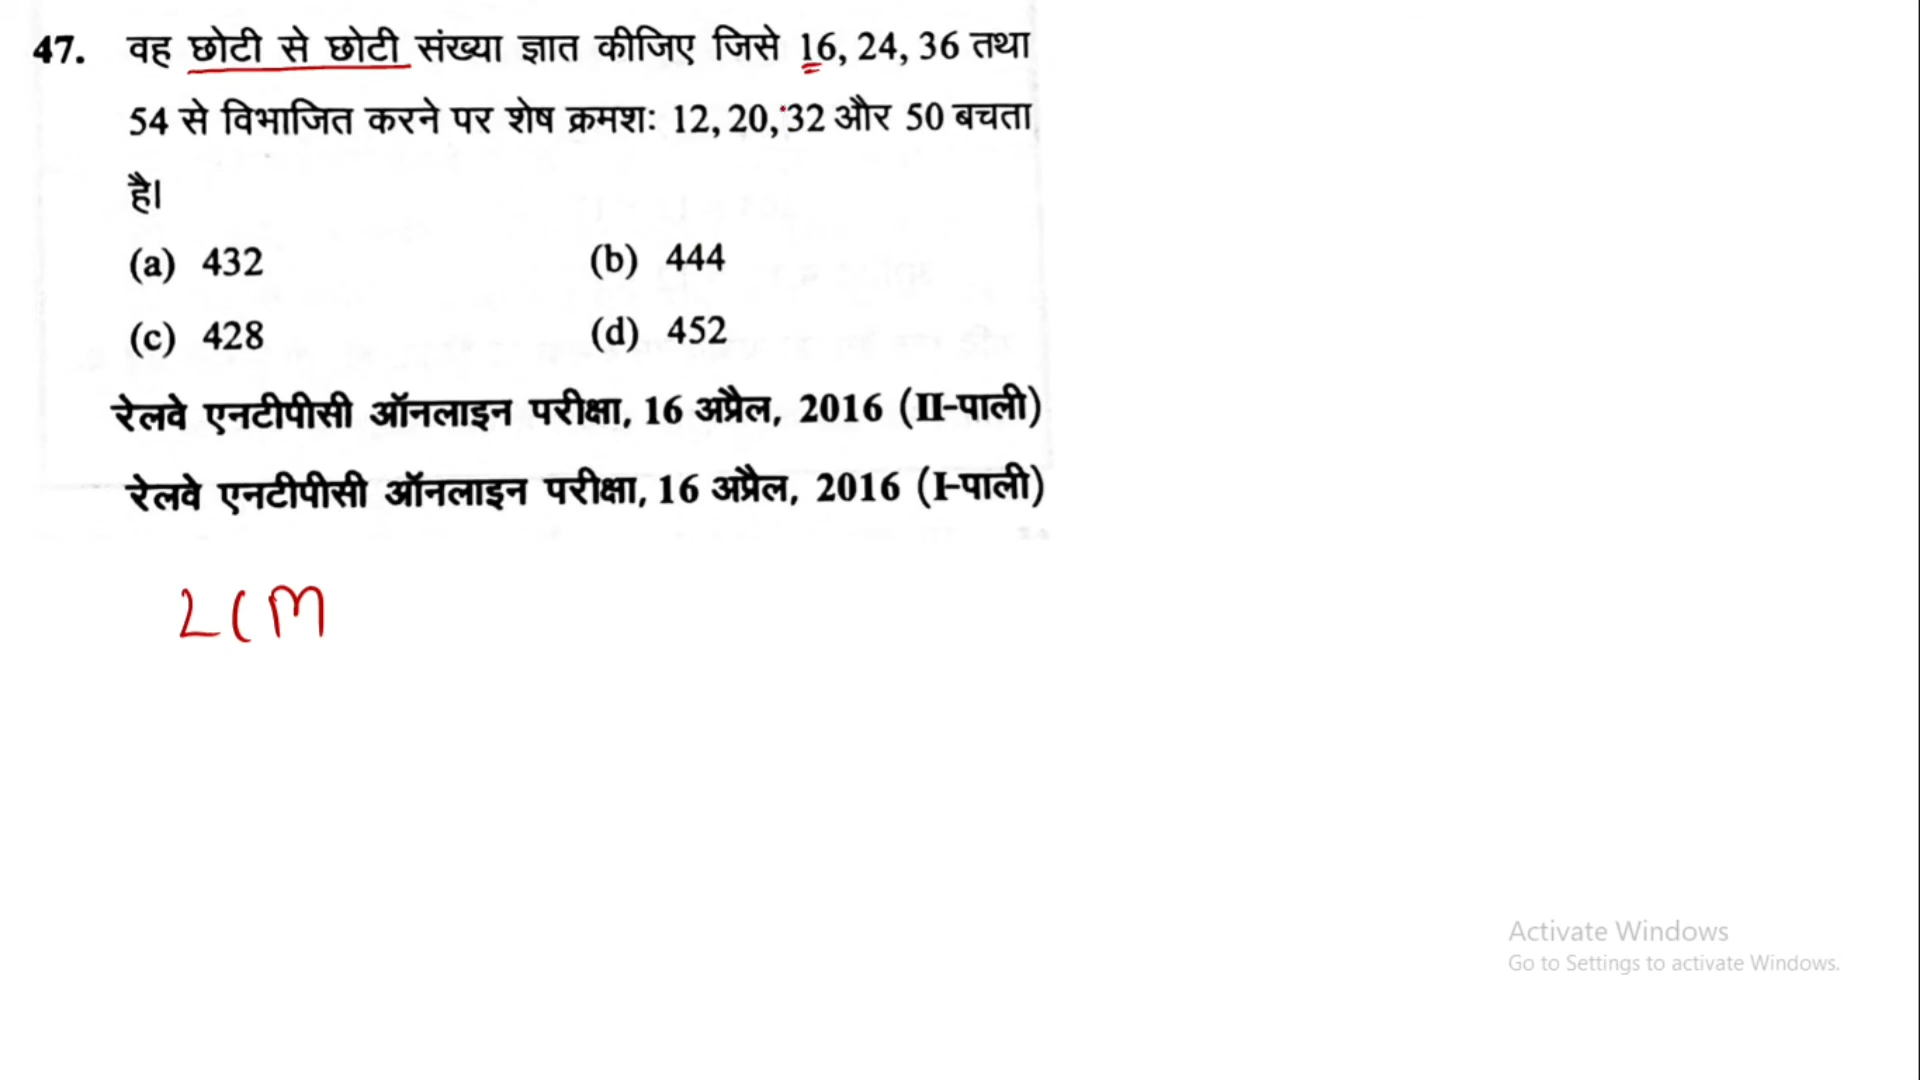 47. वह छोटी से छोटी संख्या ज्ञात कीजिए जिसे 16, 24, 36 तथा
54 से विभाजित करने पर शेष क्रमशः 12, 20, 32 और 50 बचता
है।
(a) 432 (b) 444
(c) 428 (d) 452
रेलवे एनटीपीसी ऑनलाइन परीक्षा, 16 अप्रैल, 2016 (II-पाली)
रेलवे एनटीपीसी ऑनलाइन परीक्षा, 16 अप्रैल, 2016 (I-पाली)
LCM
Activate Windows
Go to Settings to activate Windows.